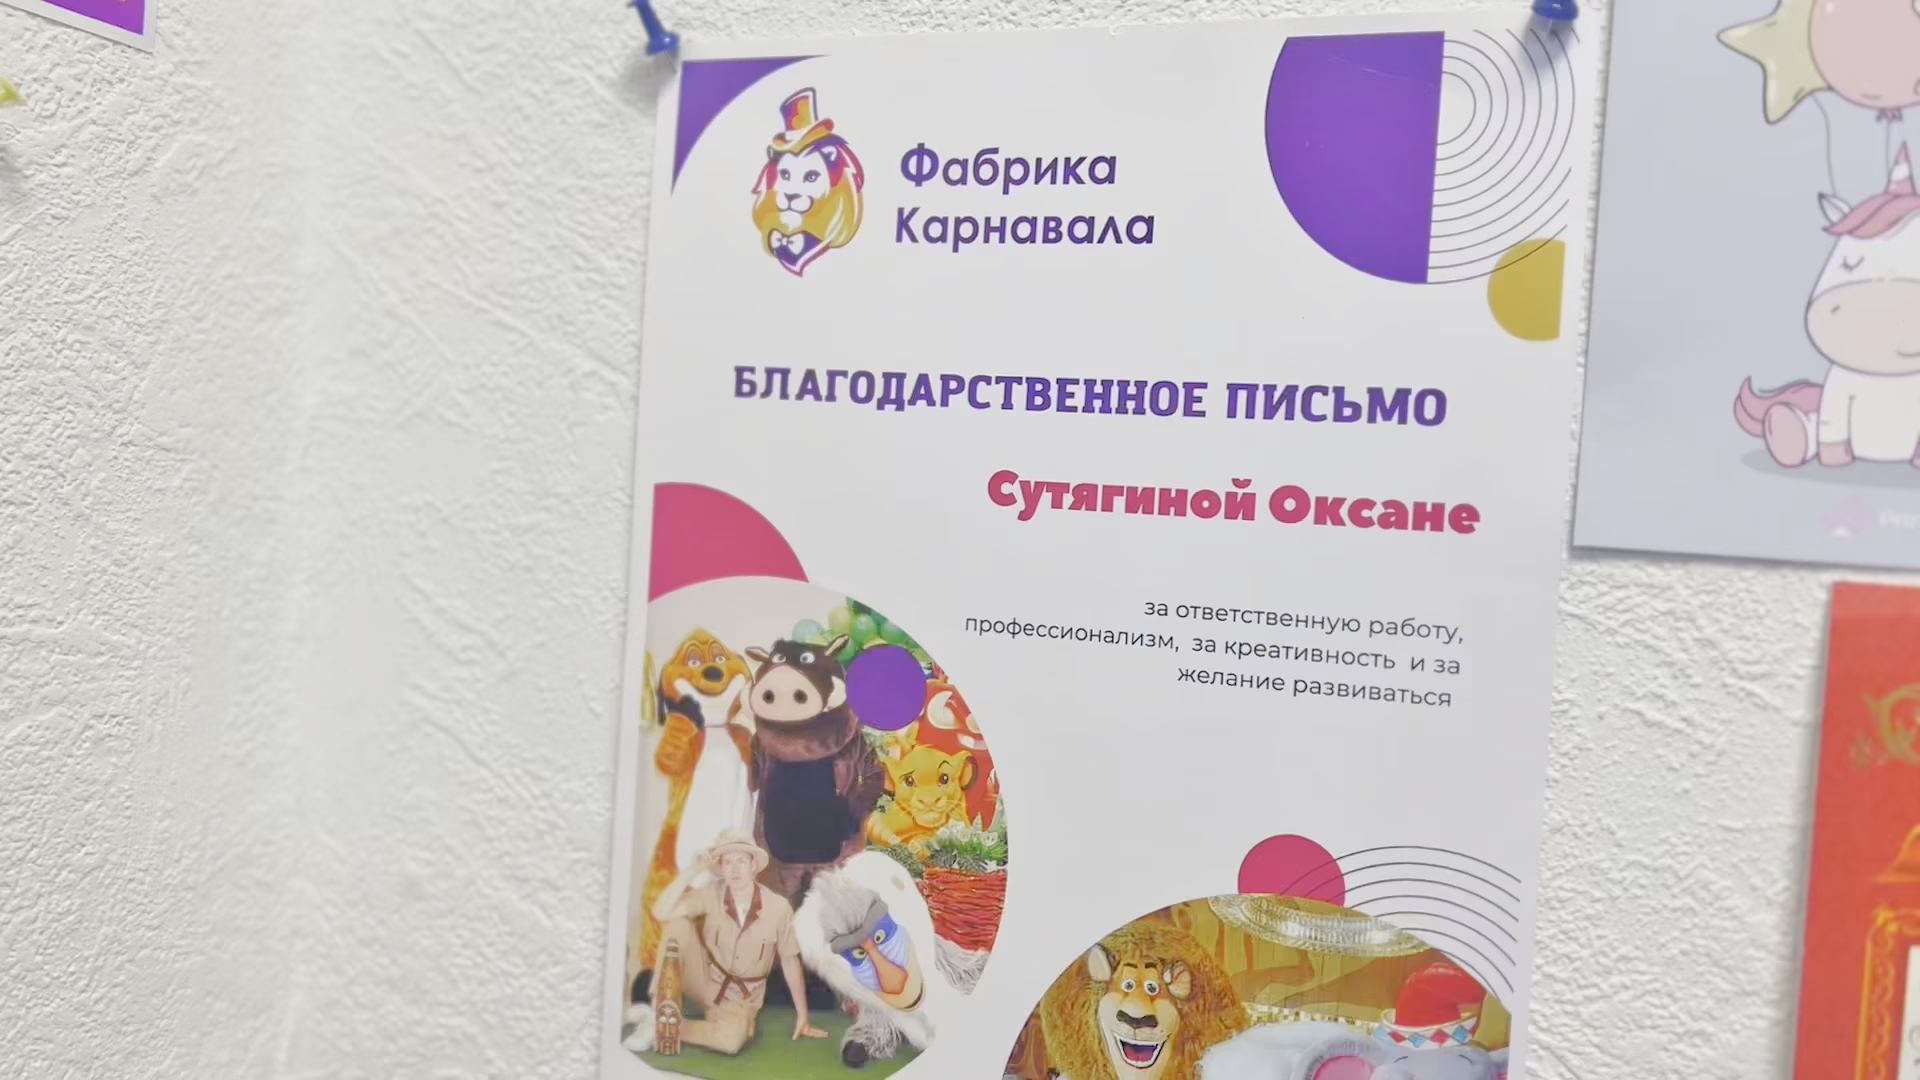 Фабрика
Карнавала
БЛАГОДАРСТВЕННОЕ ПИСЬМО
Сутягиной Оксане
за ответственную работу,
профессионализм, за креативность и за
желание развиваться